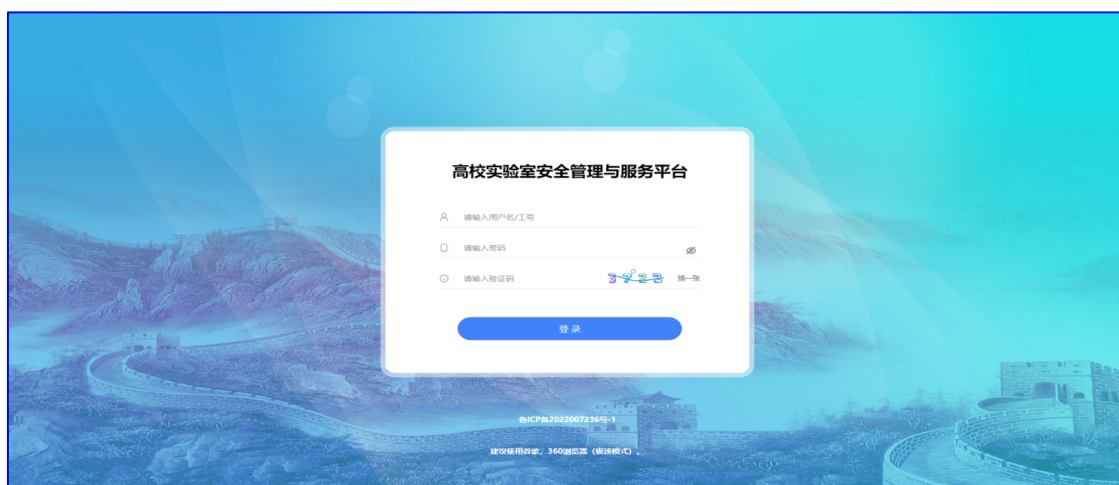 高校实验室安全管理与服务平台
请输入用户名/工号
请输入密码
请输入验证码 3722 换一张
登 录
鲁ICP备2022007236号-1
建议使用谷歌，360浏览器（极速模式）。